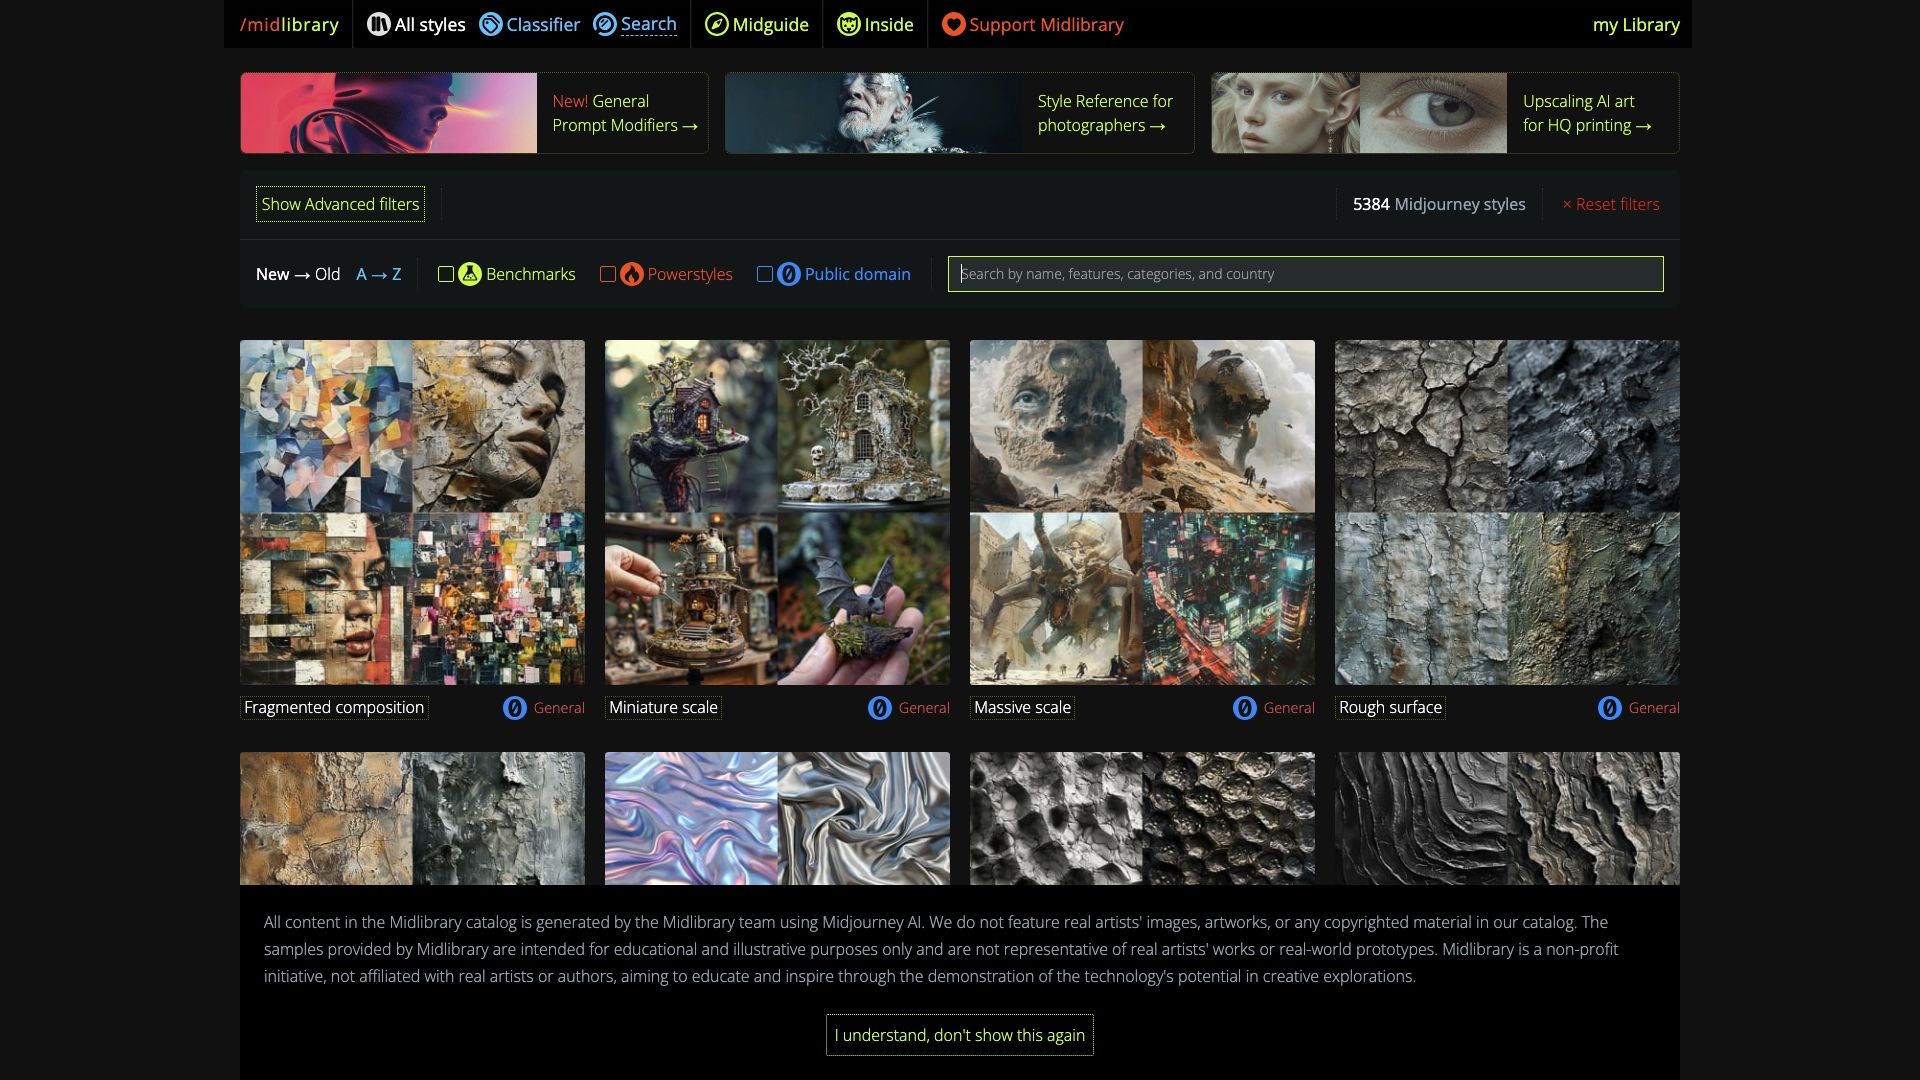 /midlibrary
All styles
Classifier
Search
Midguide
Inside
Support Midlibrary
my Library
New! General
Prompt Modifiers →
Style Reference for
photographers →
Upscaling AI art
for HQ printing →
Show Advanced filters
5384 Midjourney styles
× Reset filters
New → Old
A → Z
Benchmarks
Powerstyles
Public domain
Search by name, features, categories, and country
Fragmented composition
General
Miniature scale
General
Massive scale
General
Rough surface
General
All content in the Midlibrary catalog is generated by the Midlibrary team using Midjourney AI. We do not feature real artists' images, artworks, or any copyrighted material in our catalog. The
samples provided by Midlibrary are intended for educational and illustrative purposes only and are not representative of real artists' works or real-world prototypes. Midlibrary is a non-profit
initiative, not affiliated with real artists or authors, aiming to educate and inspire through the demonstration of the technology's potential in creative explorations.
I understand, don't show this again